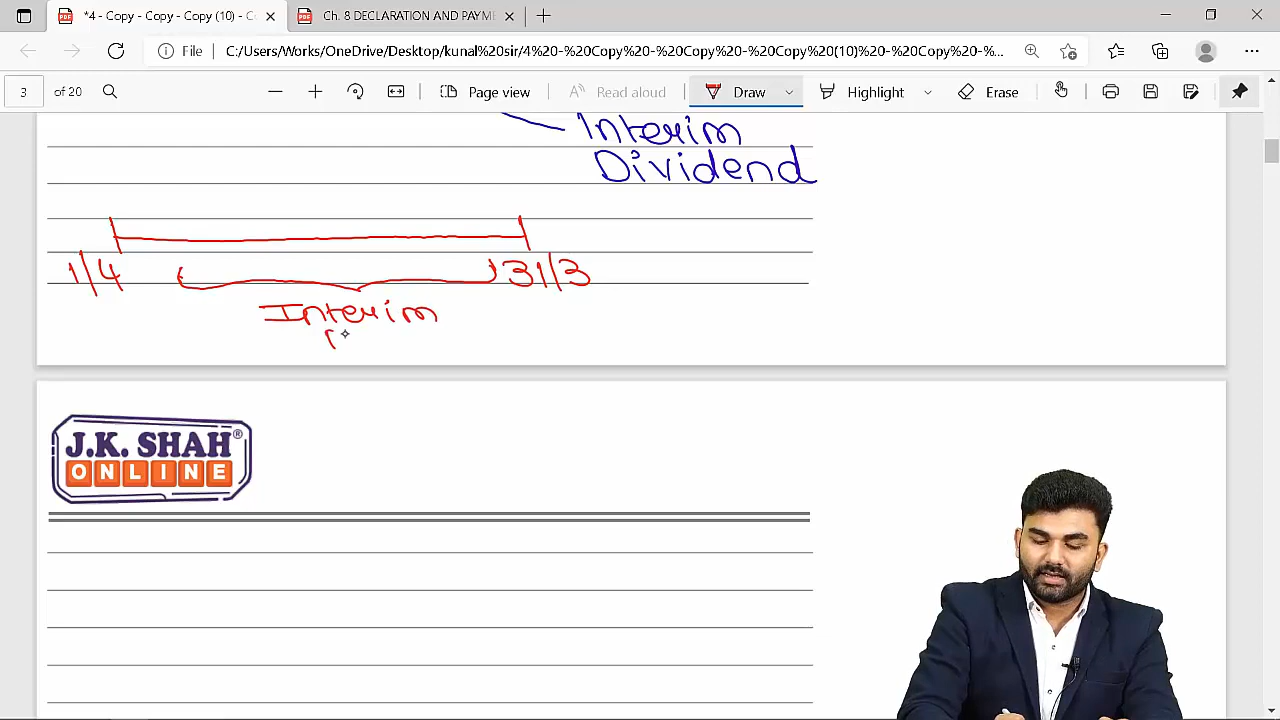 *4 - Copy - Copy - Copy (10) - C
Ch. 8 DECLARATION AND PAYM
File
C:/Users/Works/OneDrive/Desktop/kunal%20sir/4%20-%20Copy%20-%20Copy%20-%20Copy%20(10)%20-%20Copy%20-%...
3 of 20
Page view
Read aloud
Draw
Highlight
Erase
Interim
Dividend
1/4
31/3
Interim
J.K. SHAH®
ONLINE